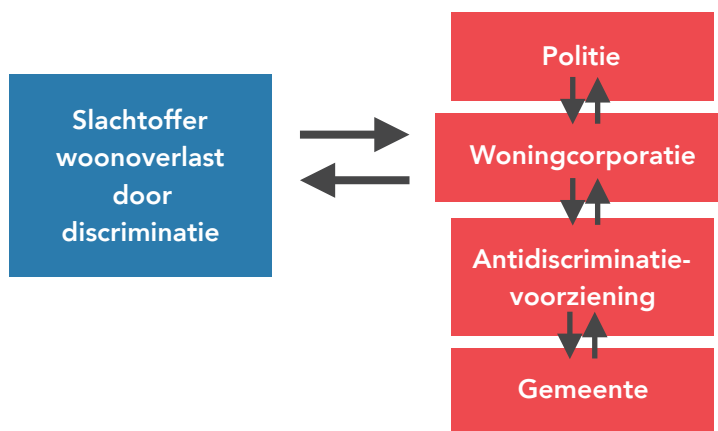 Slachtoffer
woonoverlast
door
discriminatie
Politie
Woningcorporatie
Antidiscriminatie-
voorziening
Gemeente